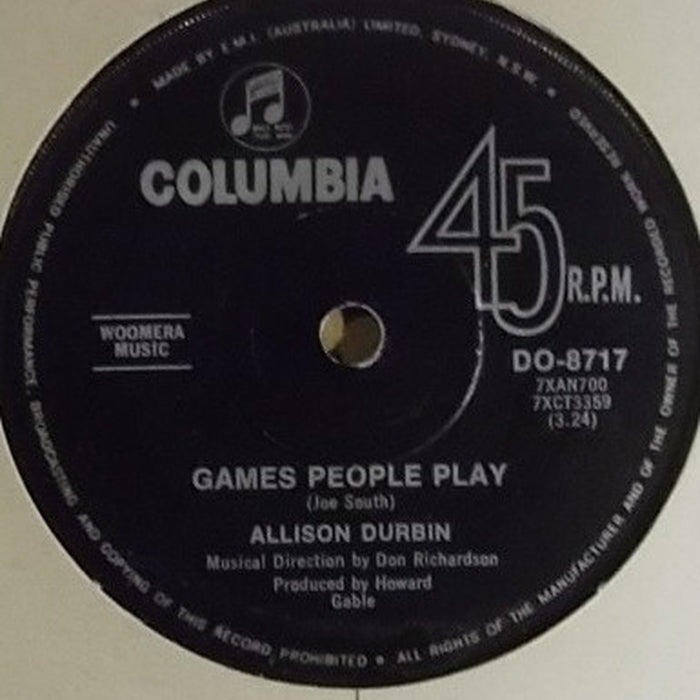 MADE BY E.M.I. (AUSTRALIA) LIMITED, SYDNEY, N.S.W.
COLUMBIA
45
R.P.M.
WOOMERA
MUSIC
DO-8717
7XAN700
7XCT3359
(3.24)
GAMES PEOPLE PLAY
(Joe South)
ALLISON DURBIN
Musical Direction by Don Richardson
Produced by Howard
Gable
ALL RIGHTS OF THE MANUFACTURER AND OF THE OWNER OF THE RECORDED WORK RESERVED
UNAUTHORISED PUBLIC PERFORMANCE, BROADCASTING AND COPYING OF THIS RECORD PROHIBITED